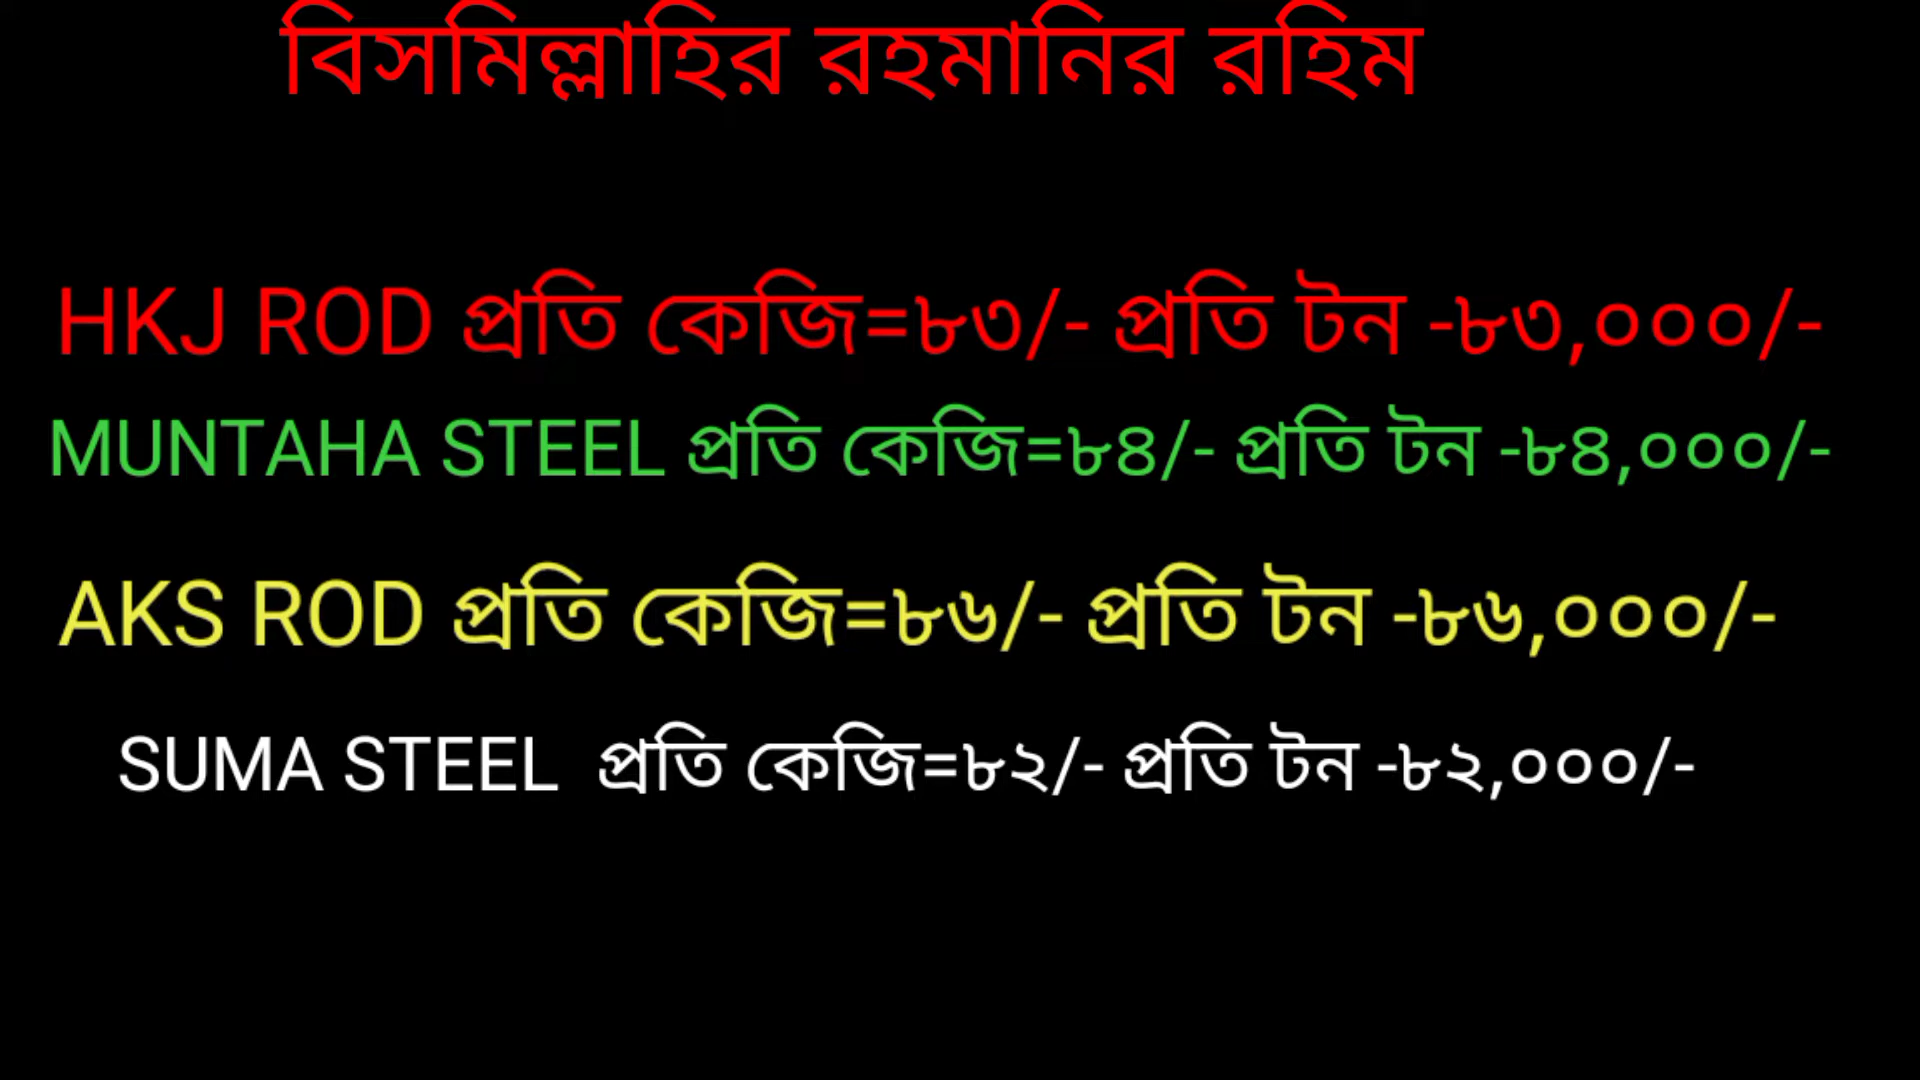 বিসমিল্লাহির রহমানির রহিম
HKJ ROD প্রতি কেজি=৮৩/- প্রতি টন -৮৩,০০০/-
MUNTAHA STEEL প্রতি কেজি=৮৪/- প্রতি টন -৮৪,০০০/-
AKS ROD প্রতি কেজি=৮৬/- প্রতি টন -৮৬,০০০/-
SUMA STEEL  প্রতি কেজি=৮২/- প্রতি টন -৮২,০০০/-